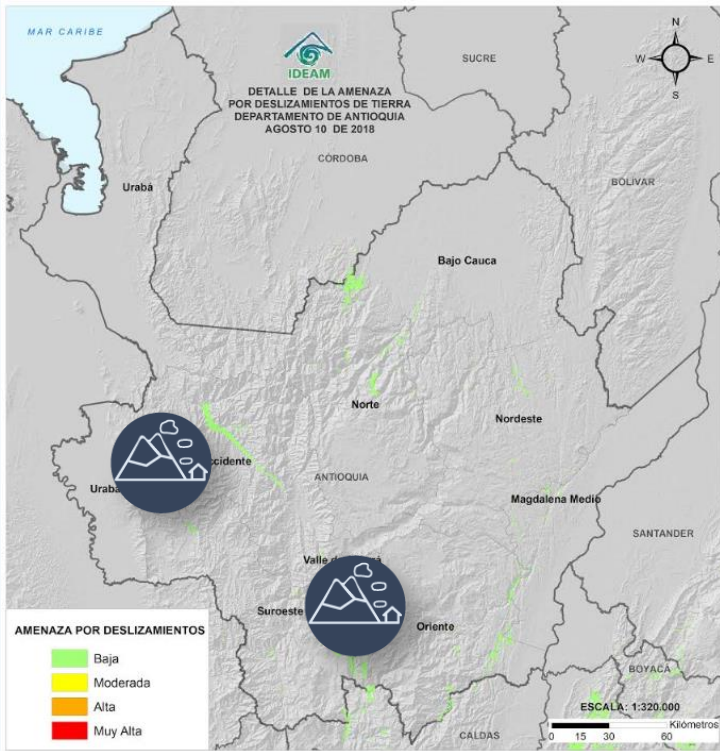 MAR CARIBE
N
W
E
S
IDEAM
DETALLE DE LA AMENAZA
POR DESLIZAMIENTOS DE TIERRA
DEPARTAMENTO DE ANTIOQUIA
AGOSTO 10 DE 2018
SUCRE
CÓRDOBA
Urabá
BOLIVAR
Bajo Cauca
Norte
Nordeste
ccidente
ANTIOQUIA
Urab
Magdalena Medio
SANTANDER
Valle d
Suroeste
Oriente
AMENAZA POR DESLIZAMIENTOS
Baja
Moderada
Alta
Muy Alta
BOYACÁ
ESCALA: 1:320.000
Kilómetros
0 15 30 60
CALDAS